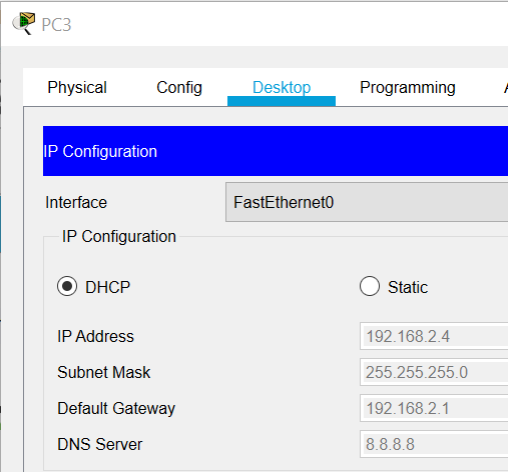 PC3
Physical Config Desktop Programming
IP Configuration
Interface FastEthernet0
IP Configuration
DHCP Static
IP Address 192.168.2.4
Subnet Mask 255.255.255.0
Default Gateway 192.168.2.1
DNS Server 8.8.8.8